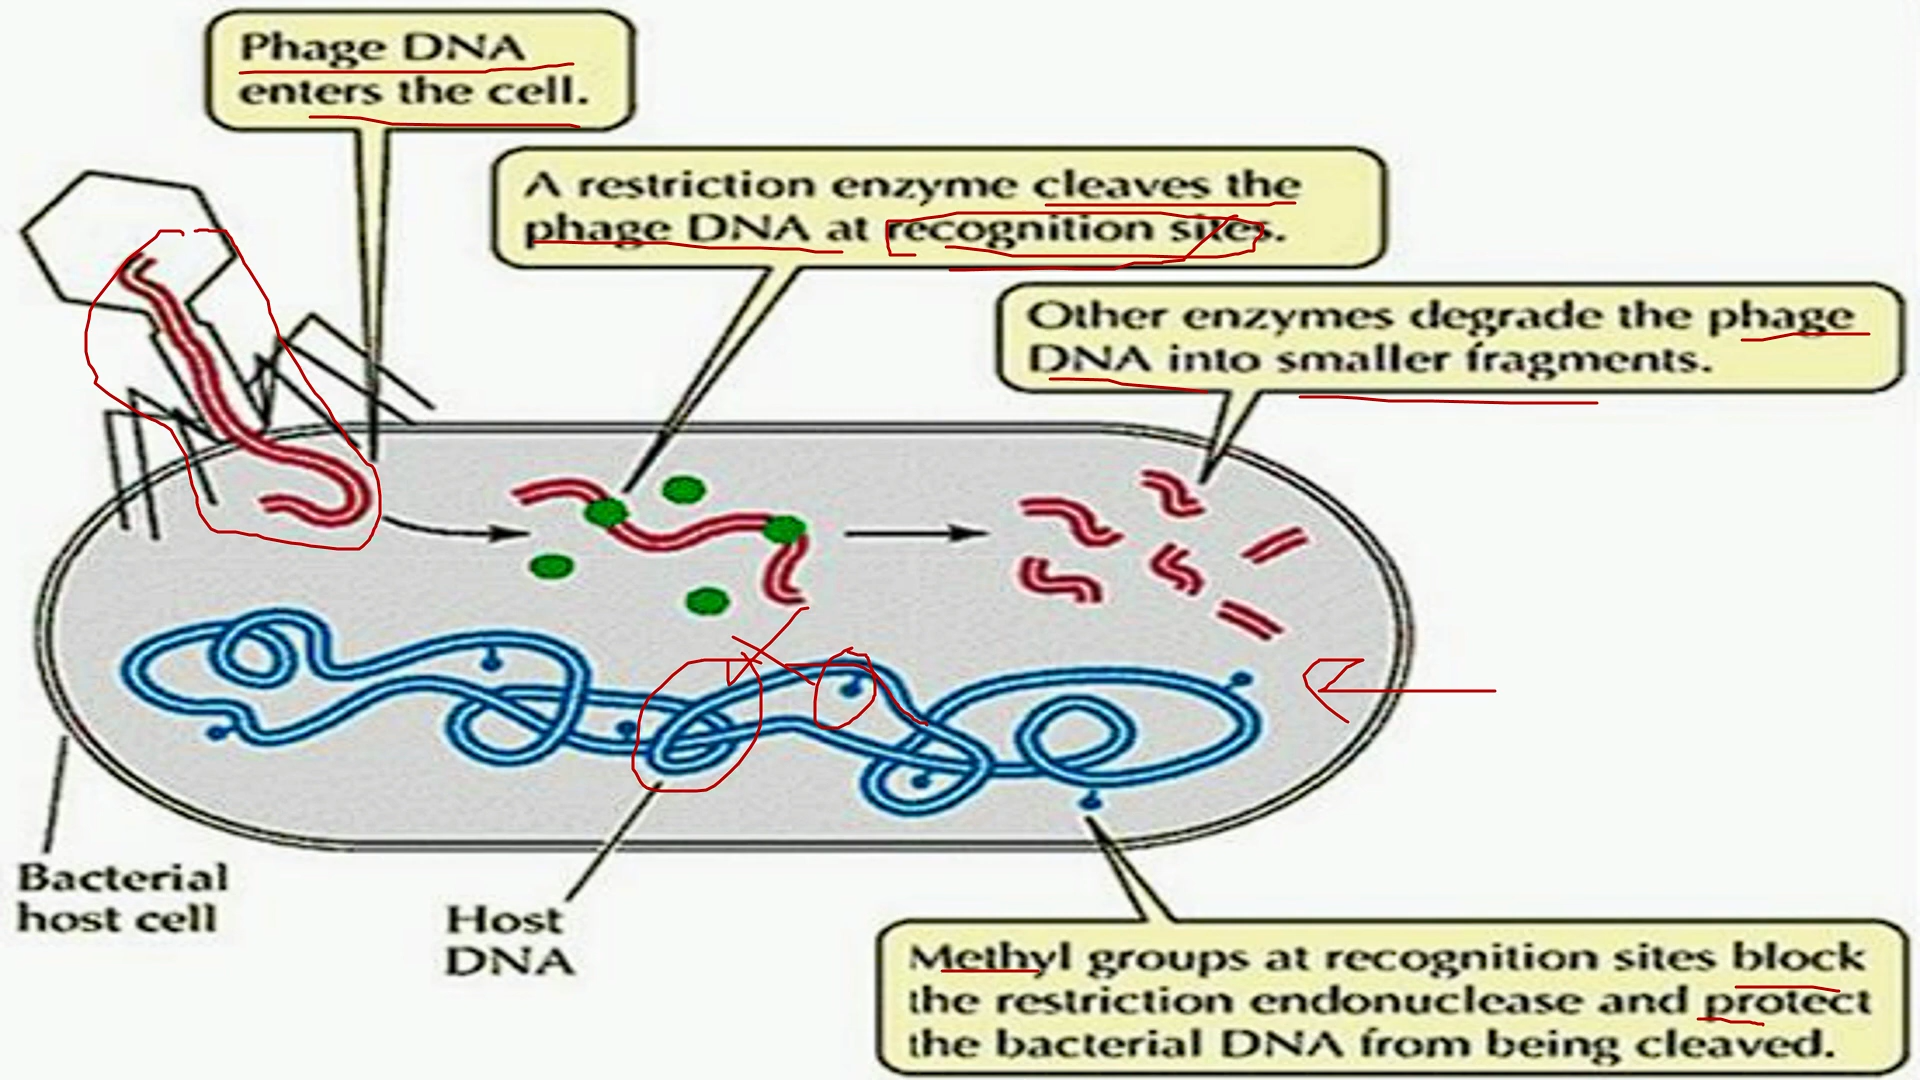 Phage DNA
enters the cell.
A restriction enzyme cleaves the
phage DNA at recognition sites.
Other enzymes degrade the phage
DNA into smaller fragments.
Bacterial
host cell
Host
DNA
Methyl groups at recognition sites block
the restriction endonuclease and protect
the bacterial DNA from being cleaved.